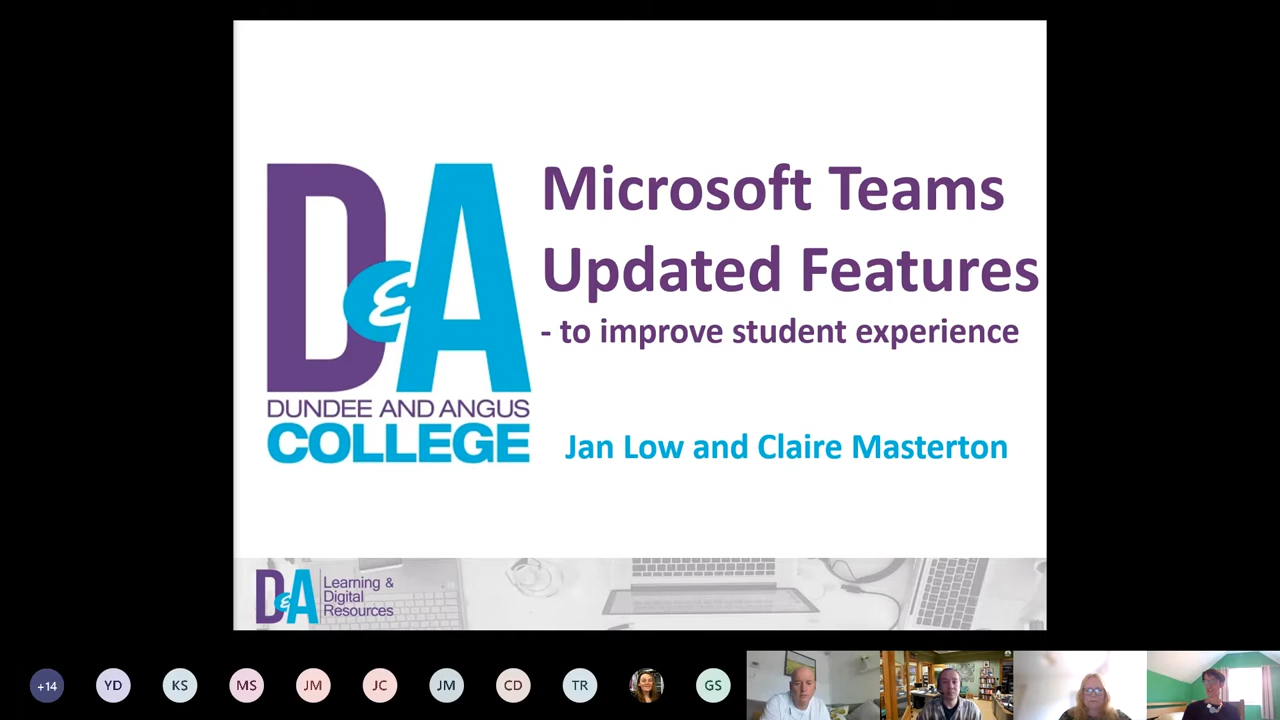 Microsoft Teams
Updated Features
- to improve student experience
D&A
DUNDEE AND ANGUS
COLLEGE
Jan Low and Claire Masterton
D&A
Learning &
Digital
Resources
+14
YD
KS
MS
JM
JC
JM
CD
TR
GS